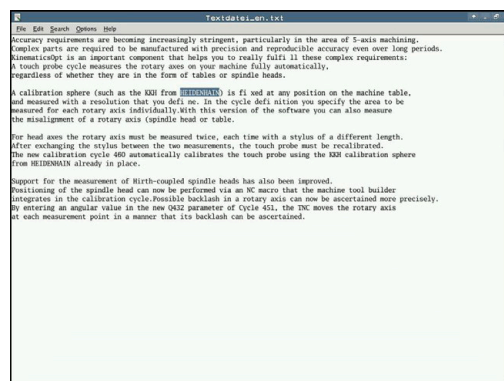 Textdatei_en.txt
File Edit Search Options Help
Accuracy requirements are becoming increasingly stringent, particularly in the area of 5-axis machining.
Complex parts are required to be manufactured with precision and reproducible accuracy even over long periods.
KinematicsOpt is an important component that helps you to really fulfi ll these complex requirements:
A touch probe cycle measures the rotary axes on your machine fully automatically,
regardless of whether they are in the form of tables or spindle heads.
A calibration sphere (such as the KKH from HEIDENHAIN) is fi xed at any position on the machine table,
and measured with a resolution that you defi ne. In the cycle defi nition you specify the area to be
measured for each rotary axis individually.With this version of the software you can also measure
the misalignment of a rotary axis (spindle head or table.
For head axes the rotary axis must be measured twice, each time with a stylus of a different length.
After exchanging the stylus between the two measurements, the touch probe must be recalibrated.
The new calibration cycle 460 automatically calibrates the touch probe using the KKH calibration sphere
from HEIDENHAIN already in place.
Support for the measurement of Hirth-coupled spindle heads has also been improved.
Positioning of the spindle head can now be performed via an NC macro that the machine tool builder
integrates in the calibration cycle.Possible backlash in a rotary axis can now be ascertained more precisely.
By entering an angular value in the new Q432 parameter of Cycle 451, the TNC moves the rotary axis
at each measurement point in a manner that its backlash can be ascertained.